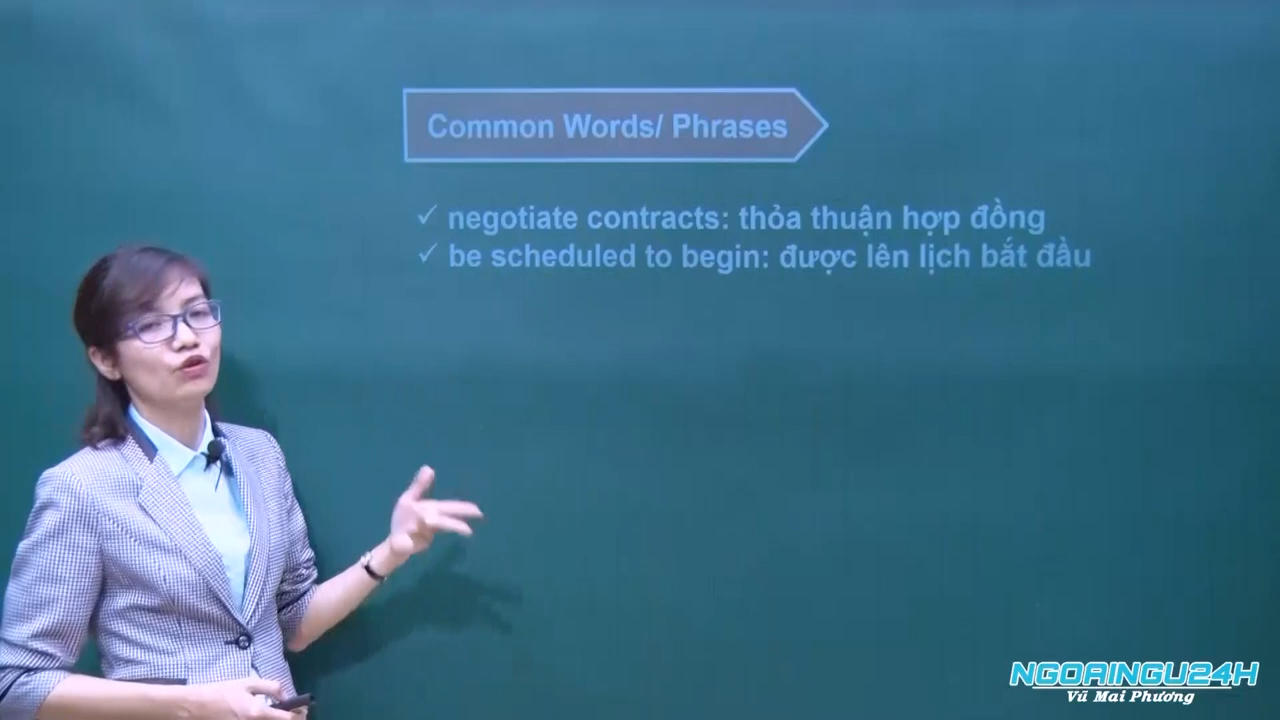 Common Words/ Phrases
✓ negotiate contracts: thỏa thuận hợp đồng
✓ be scheduled to begin: được lên lịch bắt đầu
NGOAINGU24H
Vũ Mai Phương